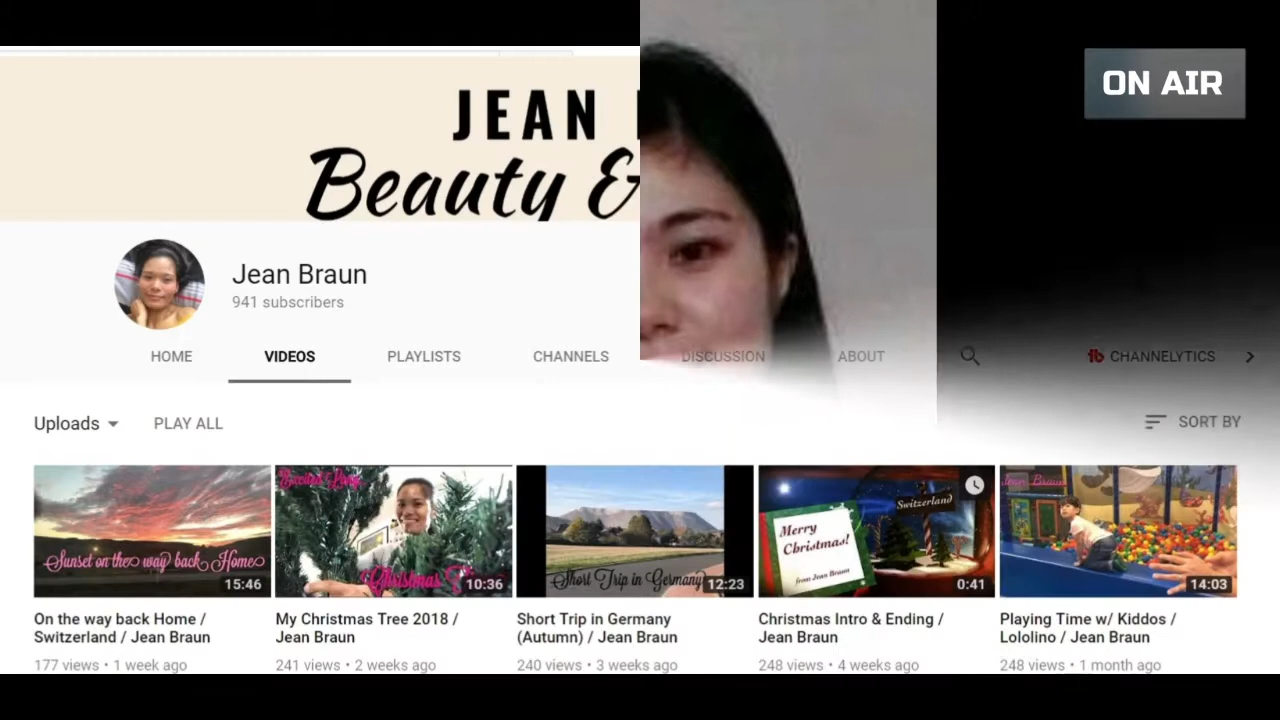 ON AIR
JEAN
Beauty &
Jean Braun
941 subscribers
HOME VIDEOS PLAYLISTS CHANNELS DISCUSSION ABOUT CHANNELYTICS
Uploads PLAY ALL SORT BY
Sunset on the way back Home
15:46
Christmas
10:36
Short Trip in Germany
12:23
Switzerland
Merry
Christmas!
from Jean Braun
0:41
Jean Braun
14:03
On the way back Home /
Switzerland / Jean Braun
177 views • 1 week ago
My Christmas Tree 2018 /
Jean Braun
241 views • 2 weeks ago
Short Trip in Germany
(Autumn) / Jean Braun
240 views • 3 weeks ago
Christmas Intro & Ending /
Jean Braun
248 views • 4 weeks ago
Playing Time w/ Kiddos /
Lololino / Jean Braun
248 views • 1 month ago